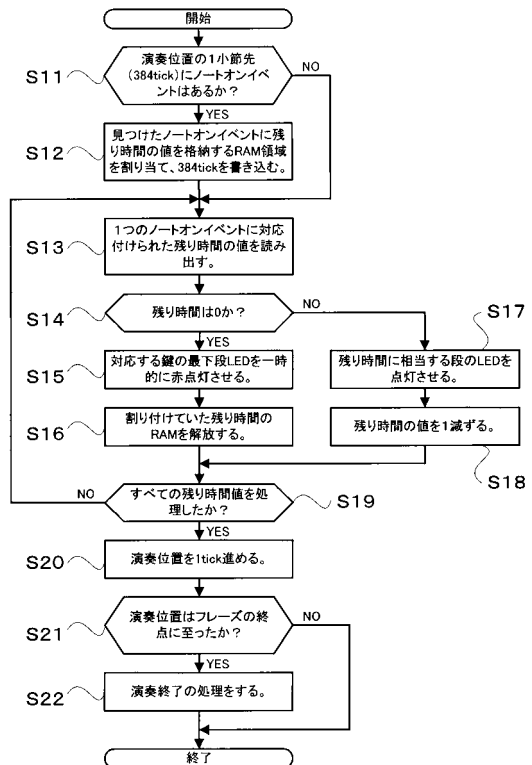 開始
S11
演奏位置の1小節先
(384tick)にノートオンイベ
ントはあるか？
NO
YES
S12
見つけたノートオンイベントに残
り時間の値を格納するRAM領域
を割り当て、384tickを書き込む。
S13
1つのノートオンイベントに対応
付けられた残り時間の値を読み
出す。
S14
残り時間は0か？
NO
YES
S17
S15
対応する鍵の最下段LEDを一時
的に赤点灯させる。
残り時間に相当する段のLEDを
点灯させる。
S16
割り付けていた残り時間の
RAMを解放する。
残り時間の値を1減ずる。
S18
NO
すべての残り時間値を処
理したか？
S19
YES
S20
演奏位置を1tick進める。
S21
演奏位置はフレーズの終
点に至ったか？
NO
YES
S22
演奏終了の処理をする。
終了